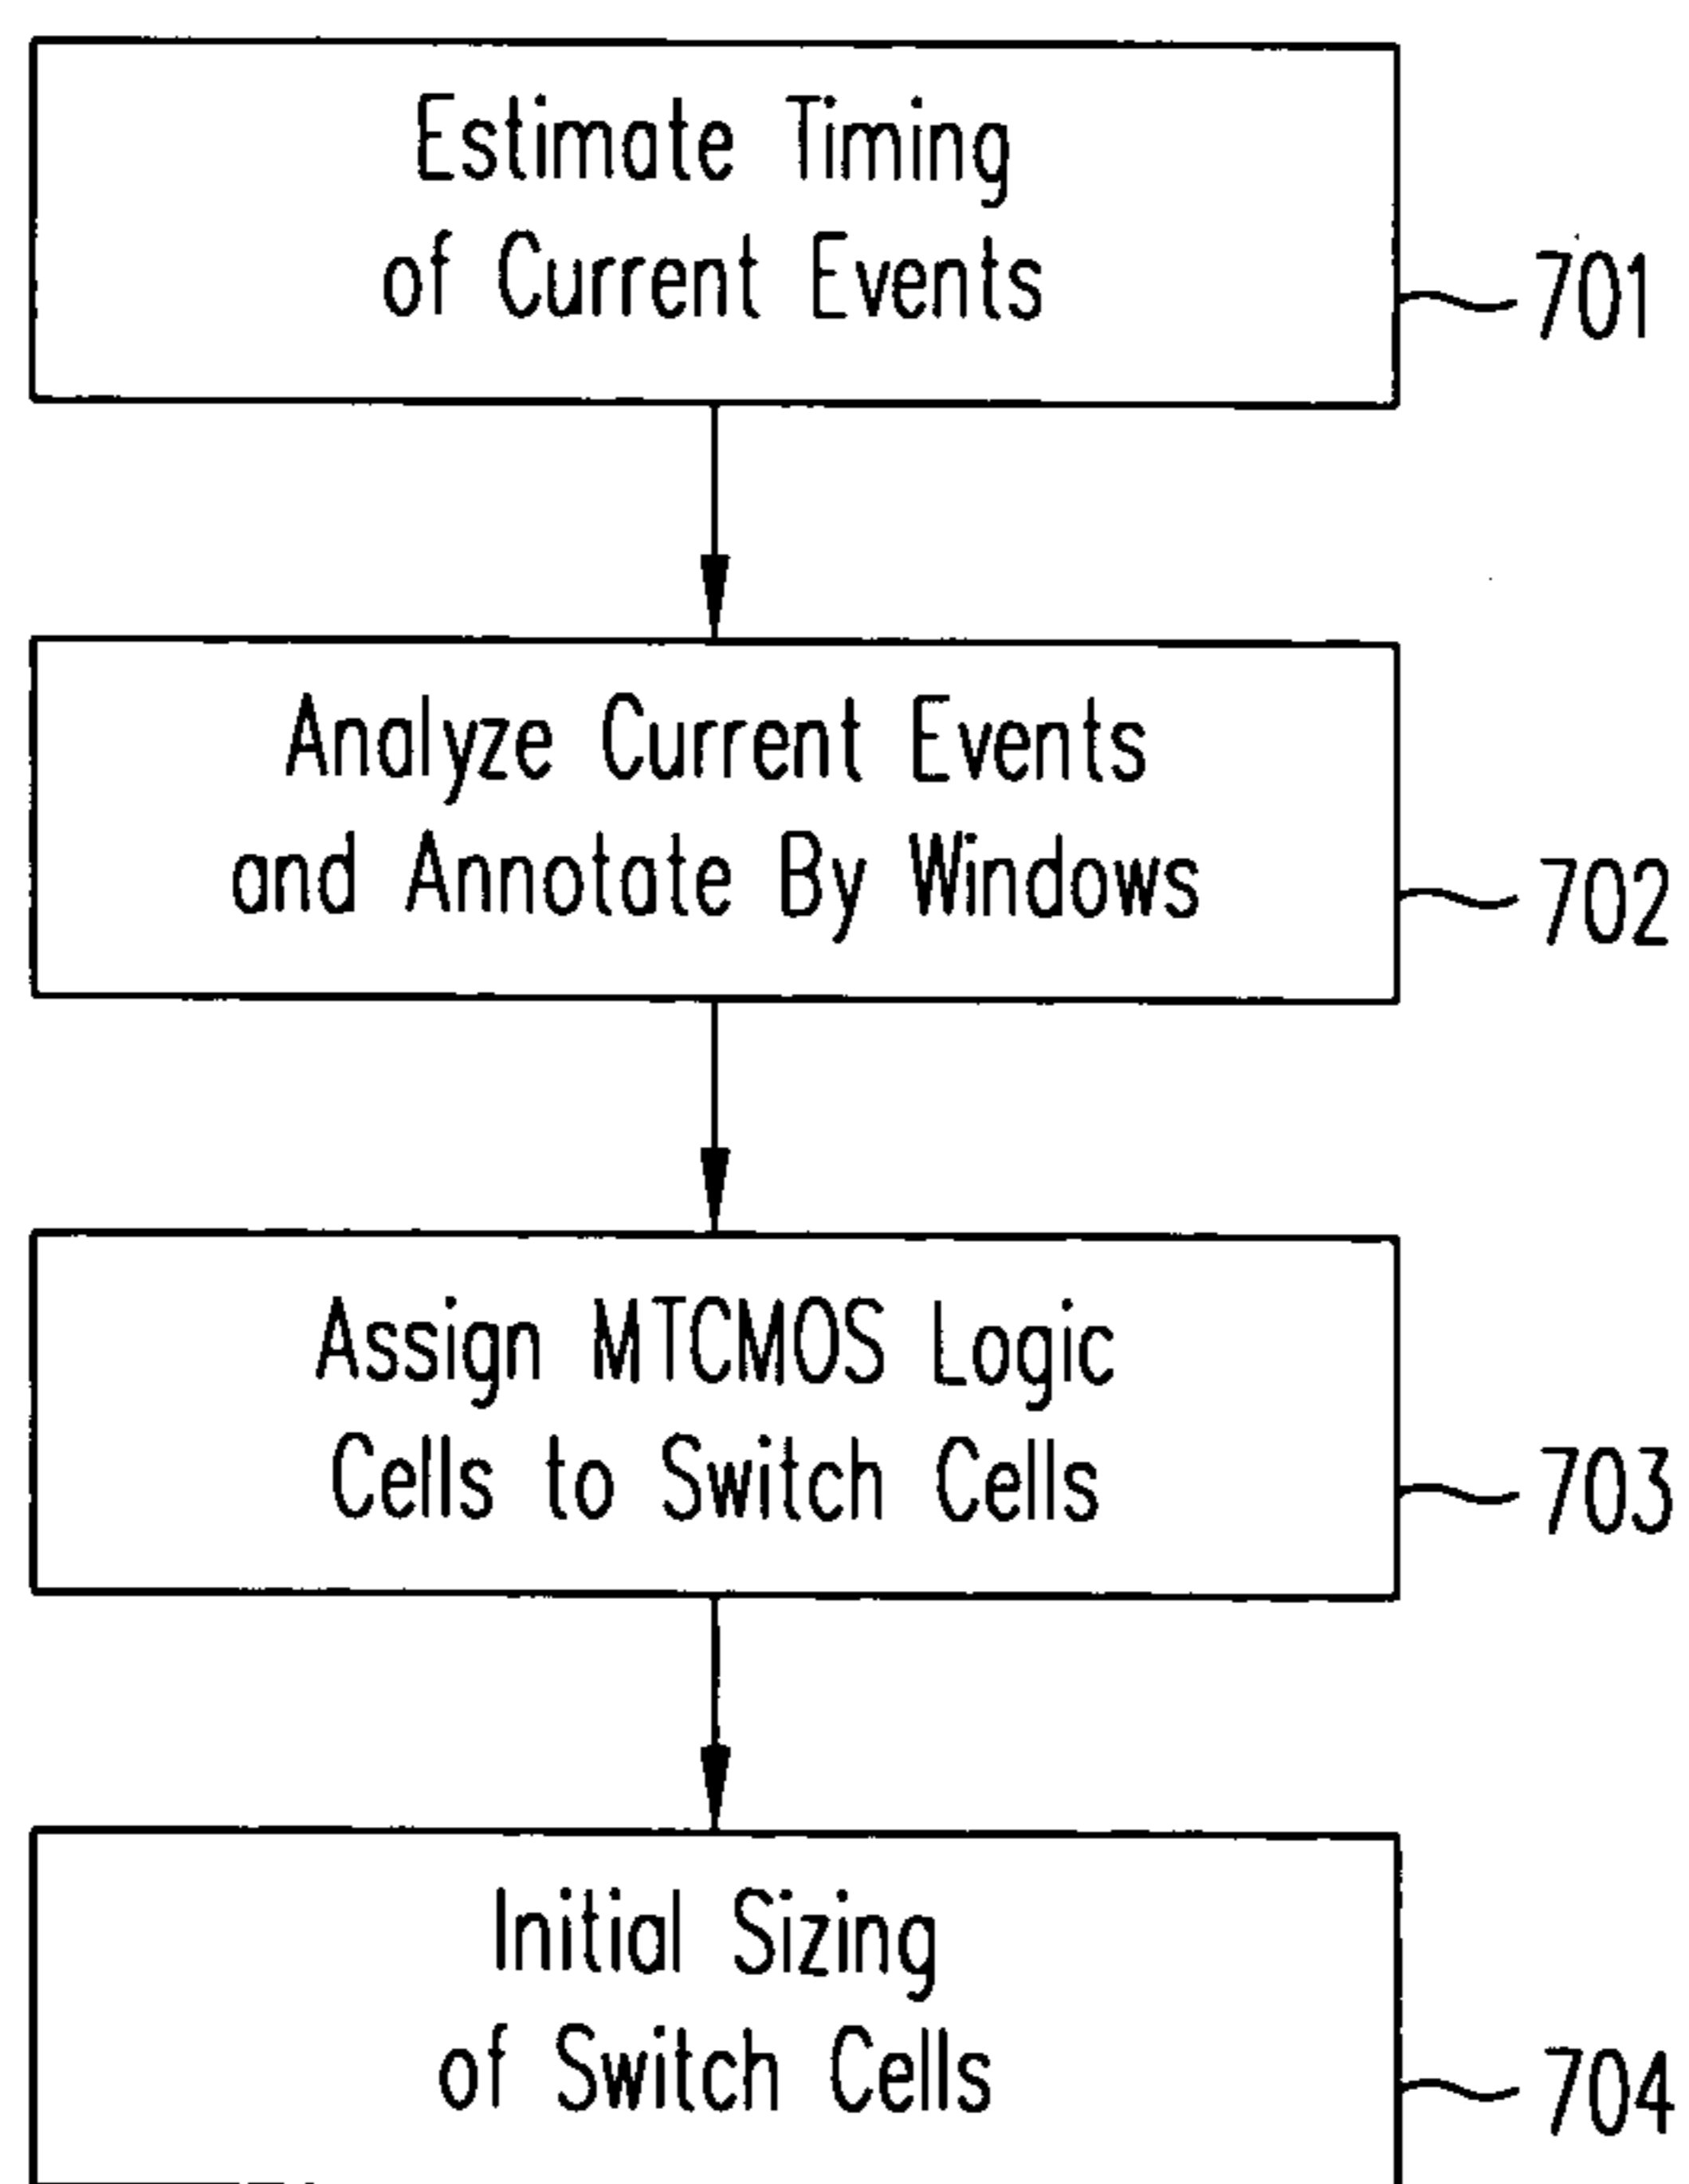 Estimate Timing
of Current Events
701
Analyze Current Events
and Annotate By Windows
702
Assign MTCMOS Logic
Cells to Switch Cells
703
Initial Sizing
of Switch Cells
704